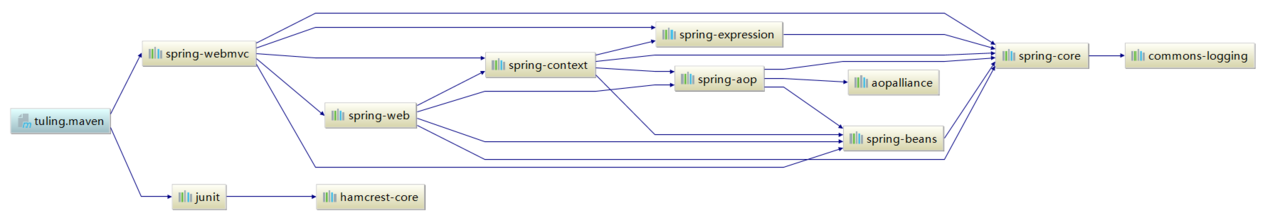 spring-webmvc
spring-expression
spring-core
commons-logging
spring-context
spring-aop
aopalliance
tuling.maven
spring-web
spring-beans
junit
hamcrest-core